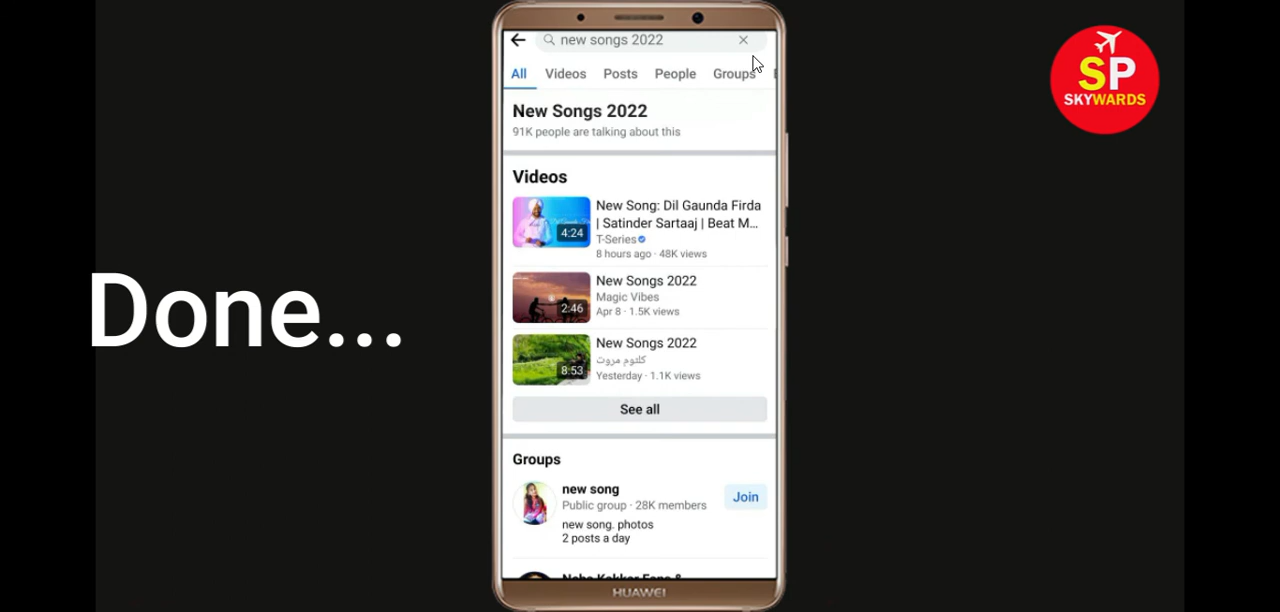 new songs 2022
SP
SKYWARDS
All Videos Posts People Groups
New Songs 2022
91K people are talking about this
Videos
New Song: Dil Gaunda Firda
| Satinder Sartaaj | Beat M...
4:24
T-Series
8 hours ago · 48K views
New Songs 2022
Magic Vibes
2:46
Apr 8 · 1.5K views
Done...
New Songs 2022
کلثوم مروت
8:53
Yesterday · 1.1K views
See all
Groups
new song
Public group · 28K members
Join
new song. photos
2 posts a day
Neha Kakkar Fans &
HUAWEI